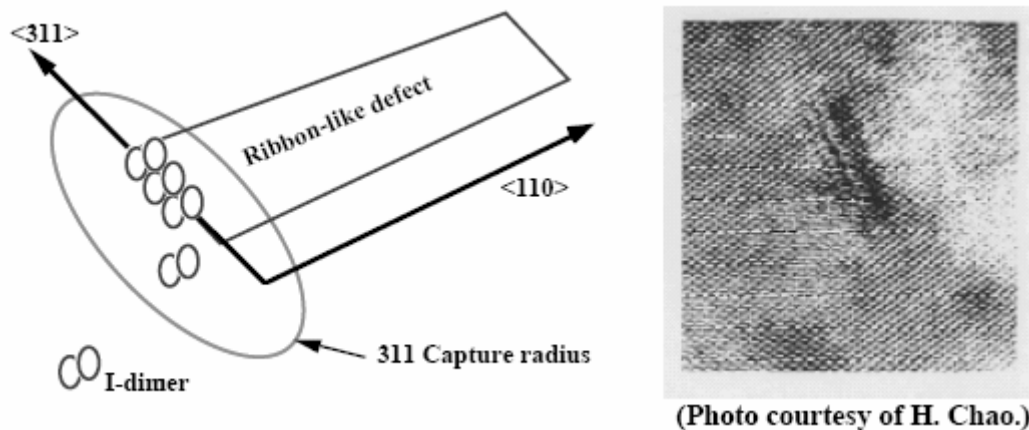 <311>
Ribbon-like defect
<110>
311 Capture radius
I-dimer
(Photo courtesy of H. Chao.)